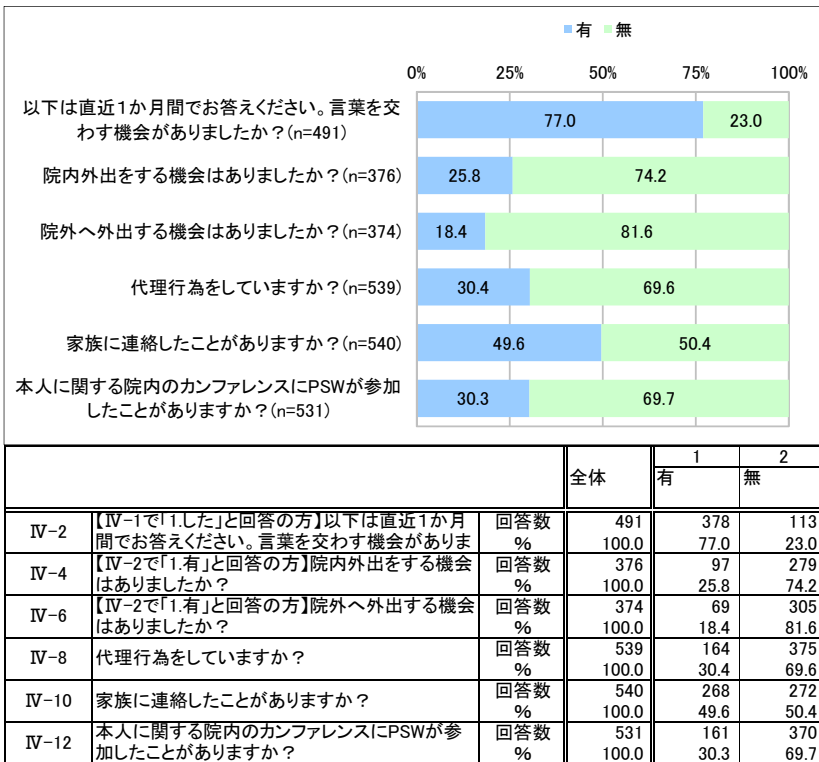 有 無
0% 25% 50% 75% 100%
以下は直近1か月間でお答えください。言葉を交
わす機会がありましたか？(n=491)
77.0 23.0
院内外出をする機会はありましたか？(n=376)
25.8 74.2
院外へ外出する機会はありましたか？(n=374)
18.4 81.6
代理行為をしていますか？(n=539)
30.4 69.6
家族に連絡したことがありますか？(n=540)
49.6 50.4
本人に関する院内のカンファレンスにPSWが参加
したことがありますか？(n=531)
30.3 69.7
1 2
全体 有 無
Ⅳ-2 【Ⅳ-1で｢1.した｣と回答の方】以下は直近1か月 回答数 491 378 113
間でお答えください。言葉を交わす機会がありま % 100.0 77.0 23.0
Ⅳ-4 【Ⅳ-2で｢1.有｣と回答の方】院内外出をする機会 回答数 376 97 279
はありましたか？ % 100.0 25.8 74.2
Ⅳ-6 【Ⅳ-2で｢1.有｣と回答の方】院外へ外出する機会 回答数 374 69 305
はありましたか？ % 100.0 18.4 81.6
Ⅳ-8 代理行為をしていますか？ 回答数 539 164 375
% 100.0 30.4 69.6
Ⅳ-10 家族に連絡したことがありますか？ 回答数 540 268 272
% 100.0 49.6 50.4
Ⅳ-12 本人に関する院内のカンファレンスにPSWが参 回答数 531 161 370
加したことがありますか？ % 100.0 30.3 69.7